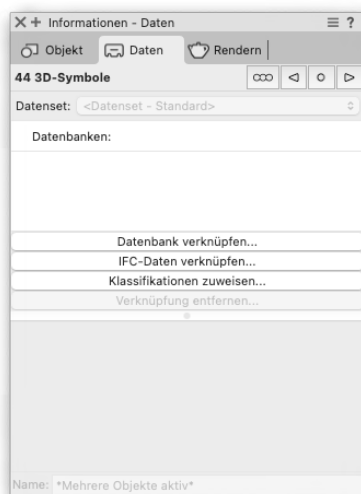 Informationen - Daten ?
Objekt Daten Rendern
44 3D-Symbole
Datenset: <Datenset - Standard>
Datenbanken:
Datenbank verknüpfen...
IFC-Daten verknüpfen...
Klassifikationen zuweisen...
Verknüpfung entfernen...
Name: *Mehrere Objekte aktiv*